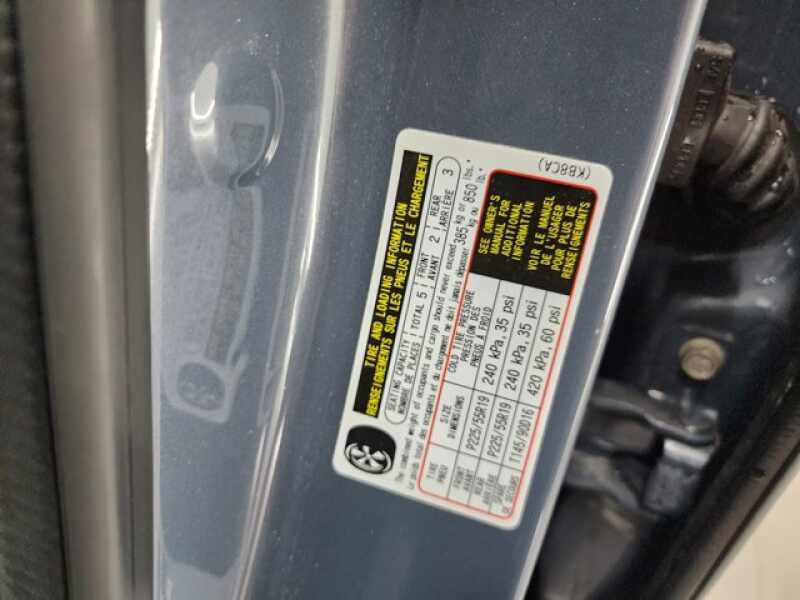 (KB8CA)
TIRE AND LOADING INFORMATION
RENSEIGNEMENTS SUR LES PNEUS ET LE CHARGEMENT
SEATING CAPACITY TOTAL 5 FRONT 2 REAR 3
NOMBRE DE PLACES AVANT ARRIÈRE
The combined weight of occupants and cargo should never exceed 385 kg or 850 lbs.
Le poids total des occupants et du chargement ne doit jamais dépasser kg ou lb.
TIRE SIZE COLD TIRE PRESSURE SEE OWNER'S
PNEU DIMENSIONS PRESSION DES PNEUS À FROID MANUAL FOR
FRONT AVANT P225/55R19 240 kPa, 35 psi ADDITIONAL INFORMATION
REAR ARRIÈRE P225/55R19 240 kPa, 35 psi VOIR LE MANUEL DE L'USAGER
SPARE DE SECOURS T145/90D16 420 kPa, 60 psi POUR PLUS DE RENSEIGNEMENTS